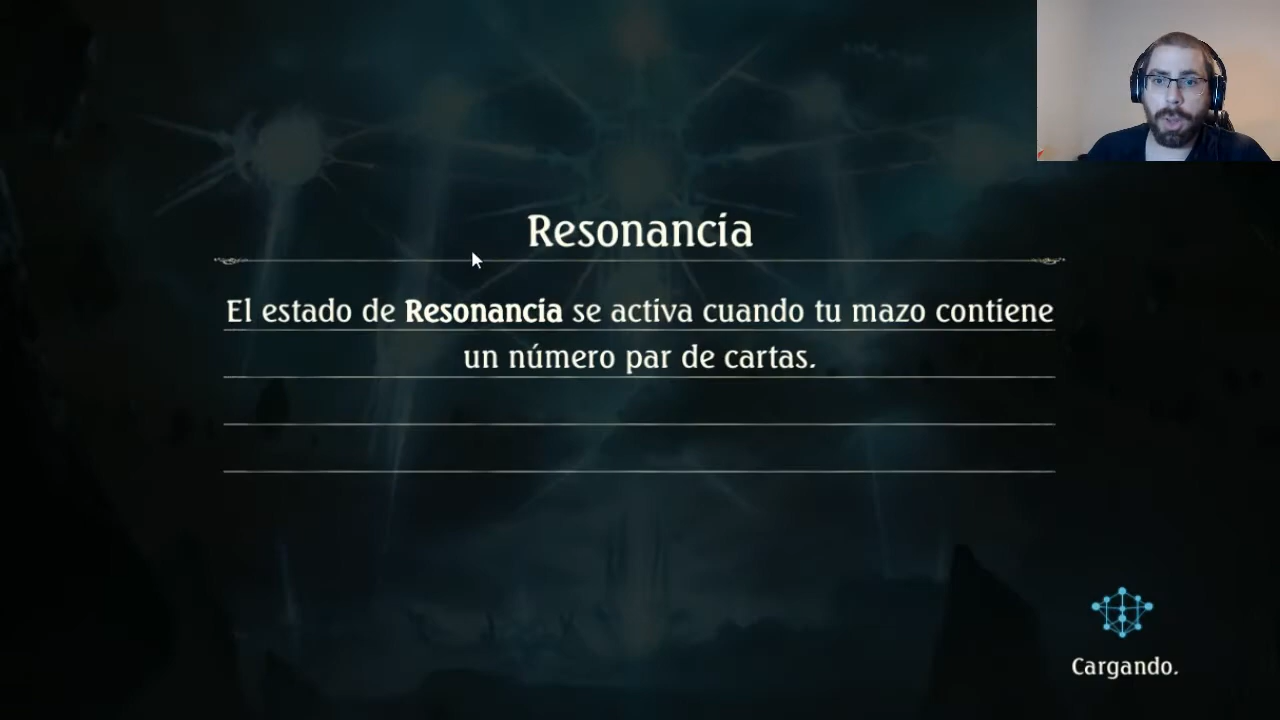 Resonancia
El estado de Resonancia se activa cuando tu mazo contiene
un número par de cartas.
Cargando.